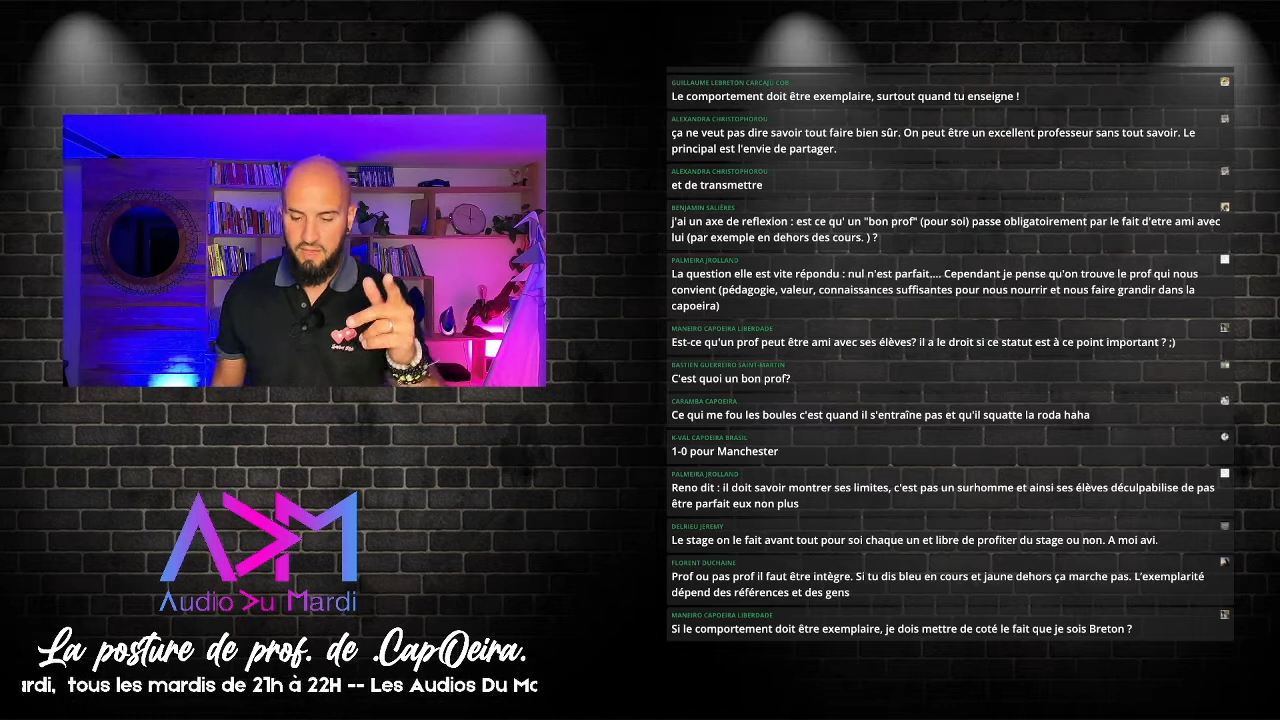 GUILLAUME LEBRETON CARCAJU COB
Le comportement doit être exemplaire, surtout quand tu enseigne !
ALEXANDRA CHRISTOPHOROU
ça ne veut pas dire savoir tout faire bien sûr. On peut être un excellent professeur sans tout savoir. Le
principal est l'envie de partager.
ALEXANDRA CHRISTOPHOROU
et de transmettre
BENJAMIN SALIÈRES
j'ai un axe de reflexion : est ce qu' un "bon prof" (pour soi) passe obligatoirement par le fait d'etre ami avec
lui (par exemple en dehors des cours. ) ?
PALMEIRA JROLLAND
La question elle est vite répondu : nul n'est parfait.... Cependant je pense qu'on trouve le prof qui nous
convient (pédagogie, valeur, connaissances suffisantes pour nous nourrir et nous faire grandir dans la
capoeira)
MANEIRO CAPOEIRA LIBERDADE
Est-ce qu'un prof peut être ami avec ses élèves? il a le droit si ce statut est à ce point important ? ;)
BASTIEN GUERREIRO SAINT-MARTIN
C'est quoi un bon prof?
CARAMBA CAPOEIRA
Ce qui me fou les boules c'est quand il s'entraîne pas et qu'il squatte la roda haha
K-VAL CAPOEIRA BRASIL
1-0 pour Manchester
PALMEIRA JROLLAND
Reno dit : il doit savoir montrer ses limites, c'est pas un surhomme et ainsi ses élèves déculpabilise de pas
être parfait eux non plus
DELRIEU JEREMY
Le stage on le fait avant tout pour soi chaque un et libre de profiter du stage ou non. A moi avi.
FLORENT DUCHAINE
Prof ou pas prof il faut être intègre. Si tu dis bleu en cours et jaune dehors ça marche pas. L'exemplarité
dépend des références et des gens
MANEIRO CAPOEIRA LIBERDADE
Si le comportement doit être exemplaire, je dois mettre de coté le fait que je sois Breton ?
ADM
Audio Du Mardi
La posture de prof. de .CapOeira.
rdi, tous les mardis de 21h à 22H -- Les Audios Du Mo